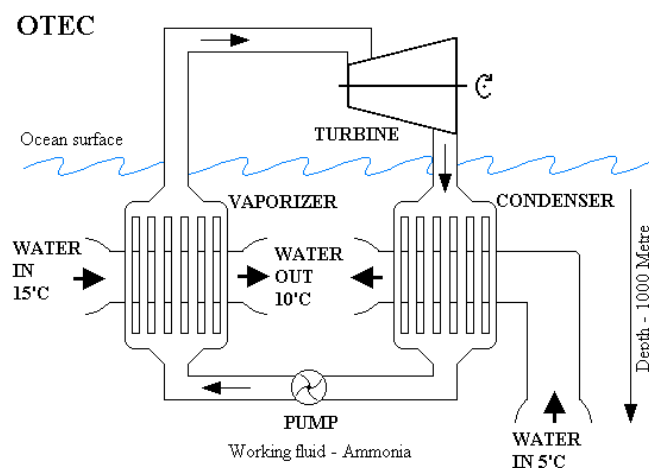 OTEC
Ocean surface
TURBINE
VAPORIZER
CONDENSER
WATER
IN
15'C
WATER
OUT
10'C
Depth - 1000 Metre
PUMP
Working fluid - Ammonia
WATER
IN 5'C